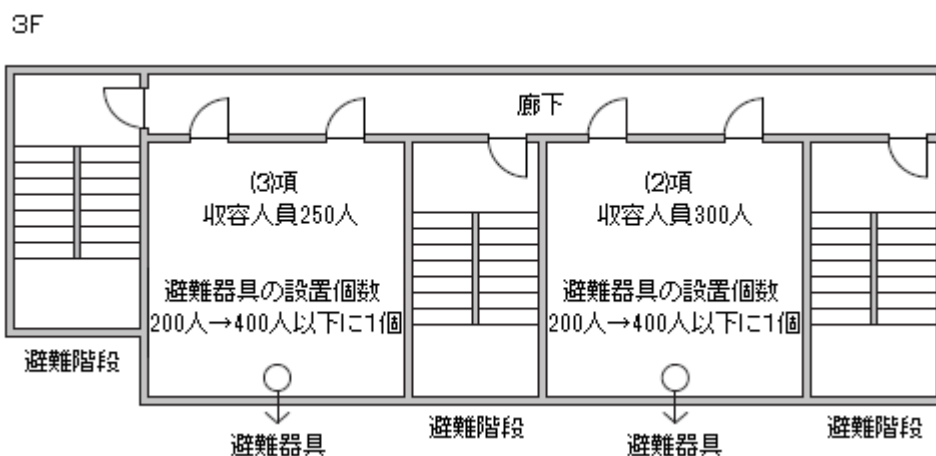 3F
廊下
(3)項
収容人員250人
避難器具の設置個数
200人→400人以下に1個
(2)項
収容人員300人
避難器具の設置個数
200人→400人以下に1個
避難階段
避難器具
避難階段
避難器具
避難階段